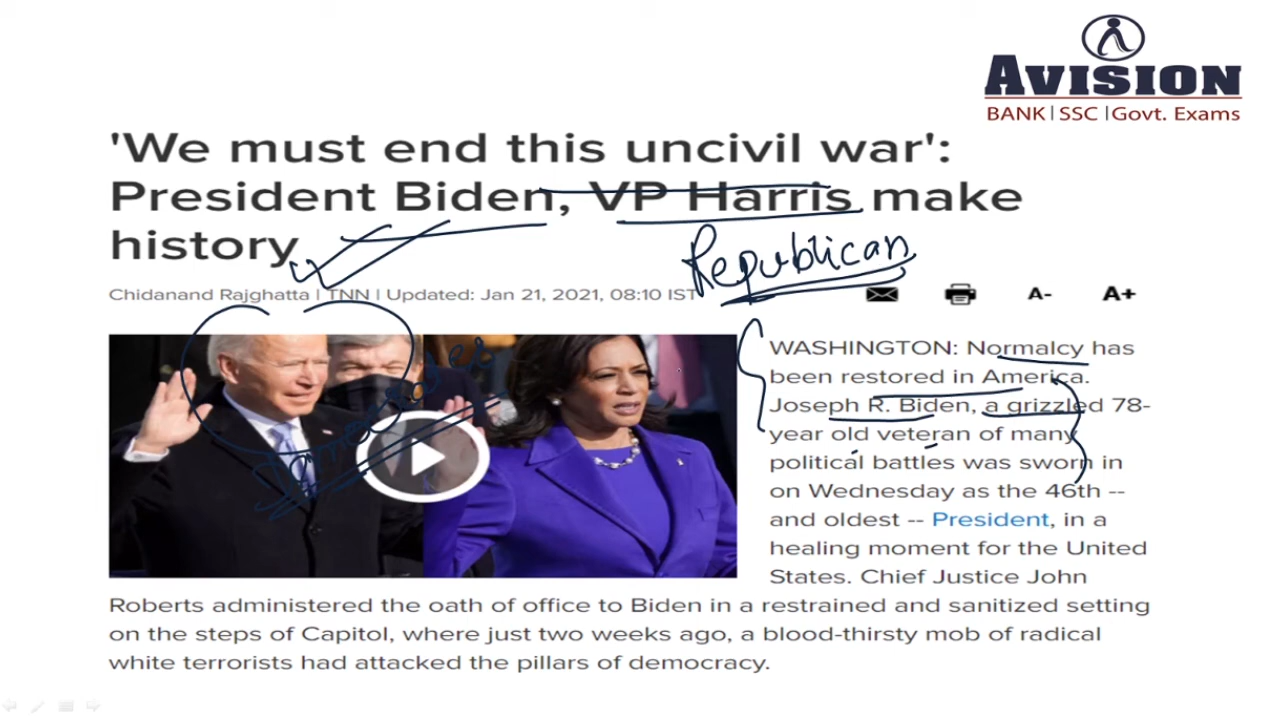 AVISION
BANK | SSC | Govt. Exams
'We must end this uncivil war':
President Biden, VP Harris make
history
Republican
Chidanand Rajghatta | TNN | Updated: Jan 21, 2021, 08:10 IST
A- A+
WASHINGTON: Normalcy has
been restored in America.
Joseph R. Biden, a grizzled 78-
year old veteran of many
political battles was sworn in
on Wednesday as the 46th --
and oldest -- President, in a
healing moment for the United
States. Chief Justice John
Roberts administered the oath of office to Biden in a restrained and sanitized setting
on the steps of Capitol, where just two weeks ago, a blood-thirsty mob of radical
white terrorists had attacked the pillars of democracy.